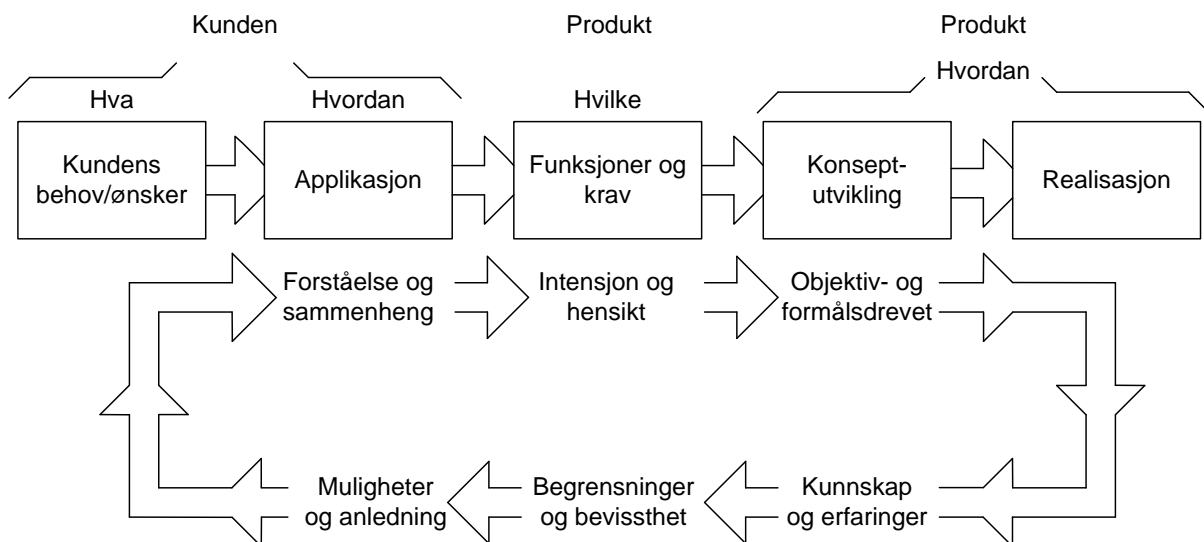 Kunden
Produkt
Produkt
Hva
Hvordan
Hvilke
Hvordan
Kundens
behov/ønsker
Applikasjon
Funksjoner og
krav
Konsept-
utvikling
Realisasjon
Forståelse og
sammenheng
Intensjon og
hensikt
Objektiv- og
formålsdrevet
Muligheter
og anledning
Begrensninger
og bevissthet
Kunnskap
og erfaringer